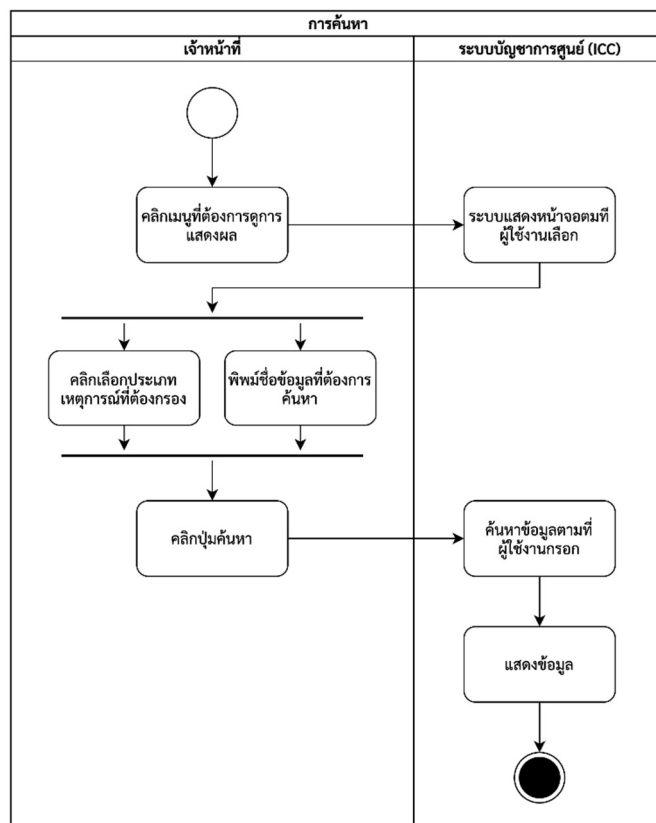 การค้นหา
เจ้าหน้าที่
ระบบบัญชาการศูนย์ (ICC)
คลิกเมนูที่ต้องการดูการ
แสดงผล
ระบบแสดงหน้าจอตมที
ผู้ใช้งานเลือก
คลิกเลือกประเภท
เหตุการณ์ที่ต้องกรอง
พิพม์ชื่อข้อมูลที่ต้องการ
ค้นหา
คลิกปุ่มค้นหา
ค้นหาข้อมูลตามที่
ผู้ใช้งานกรอก
แสดงข้อมูล